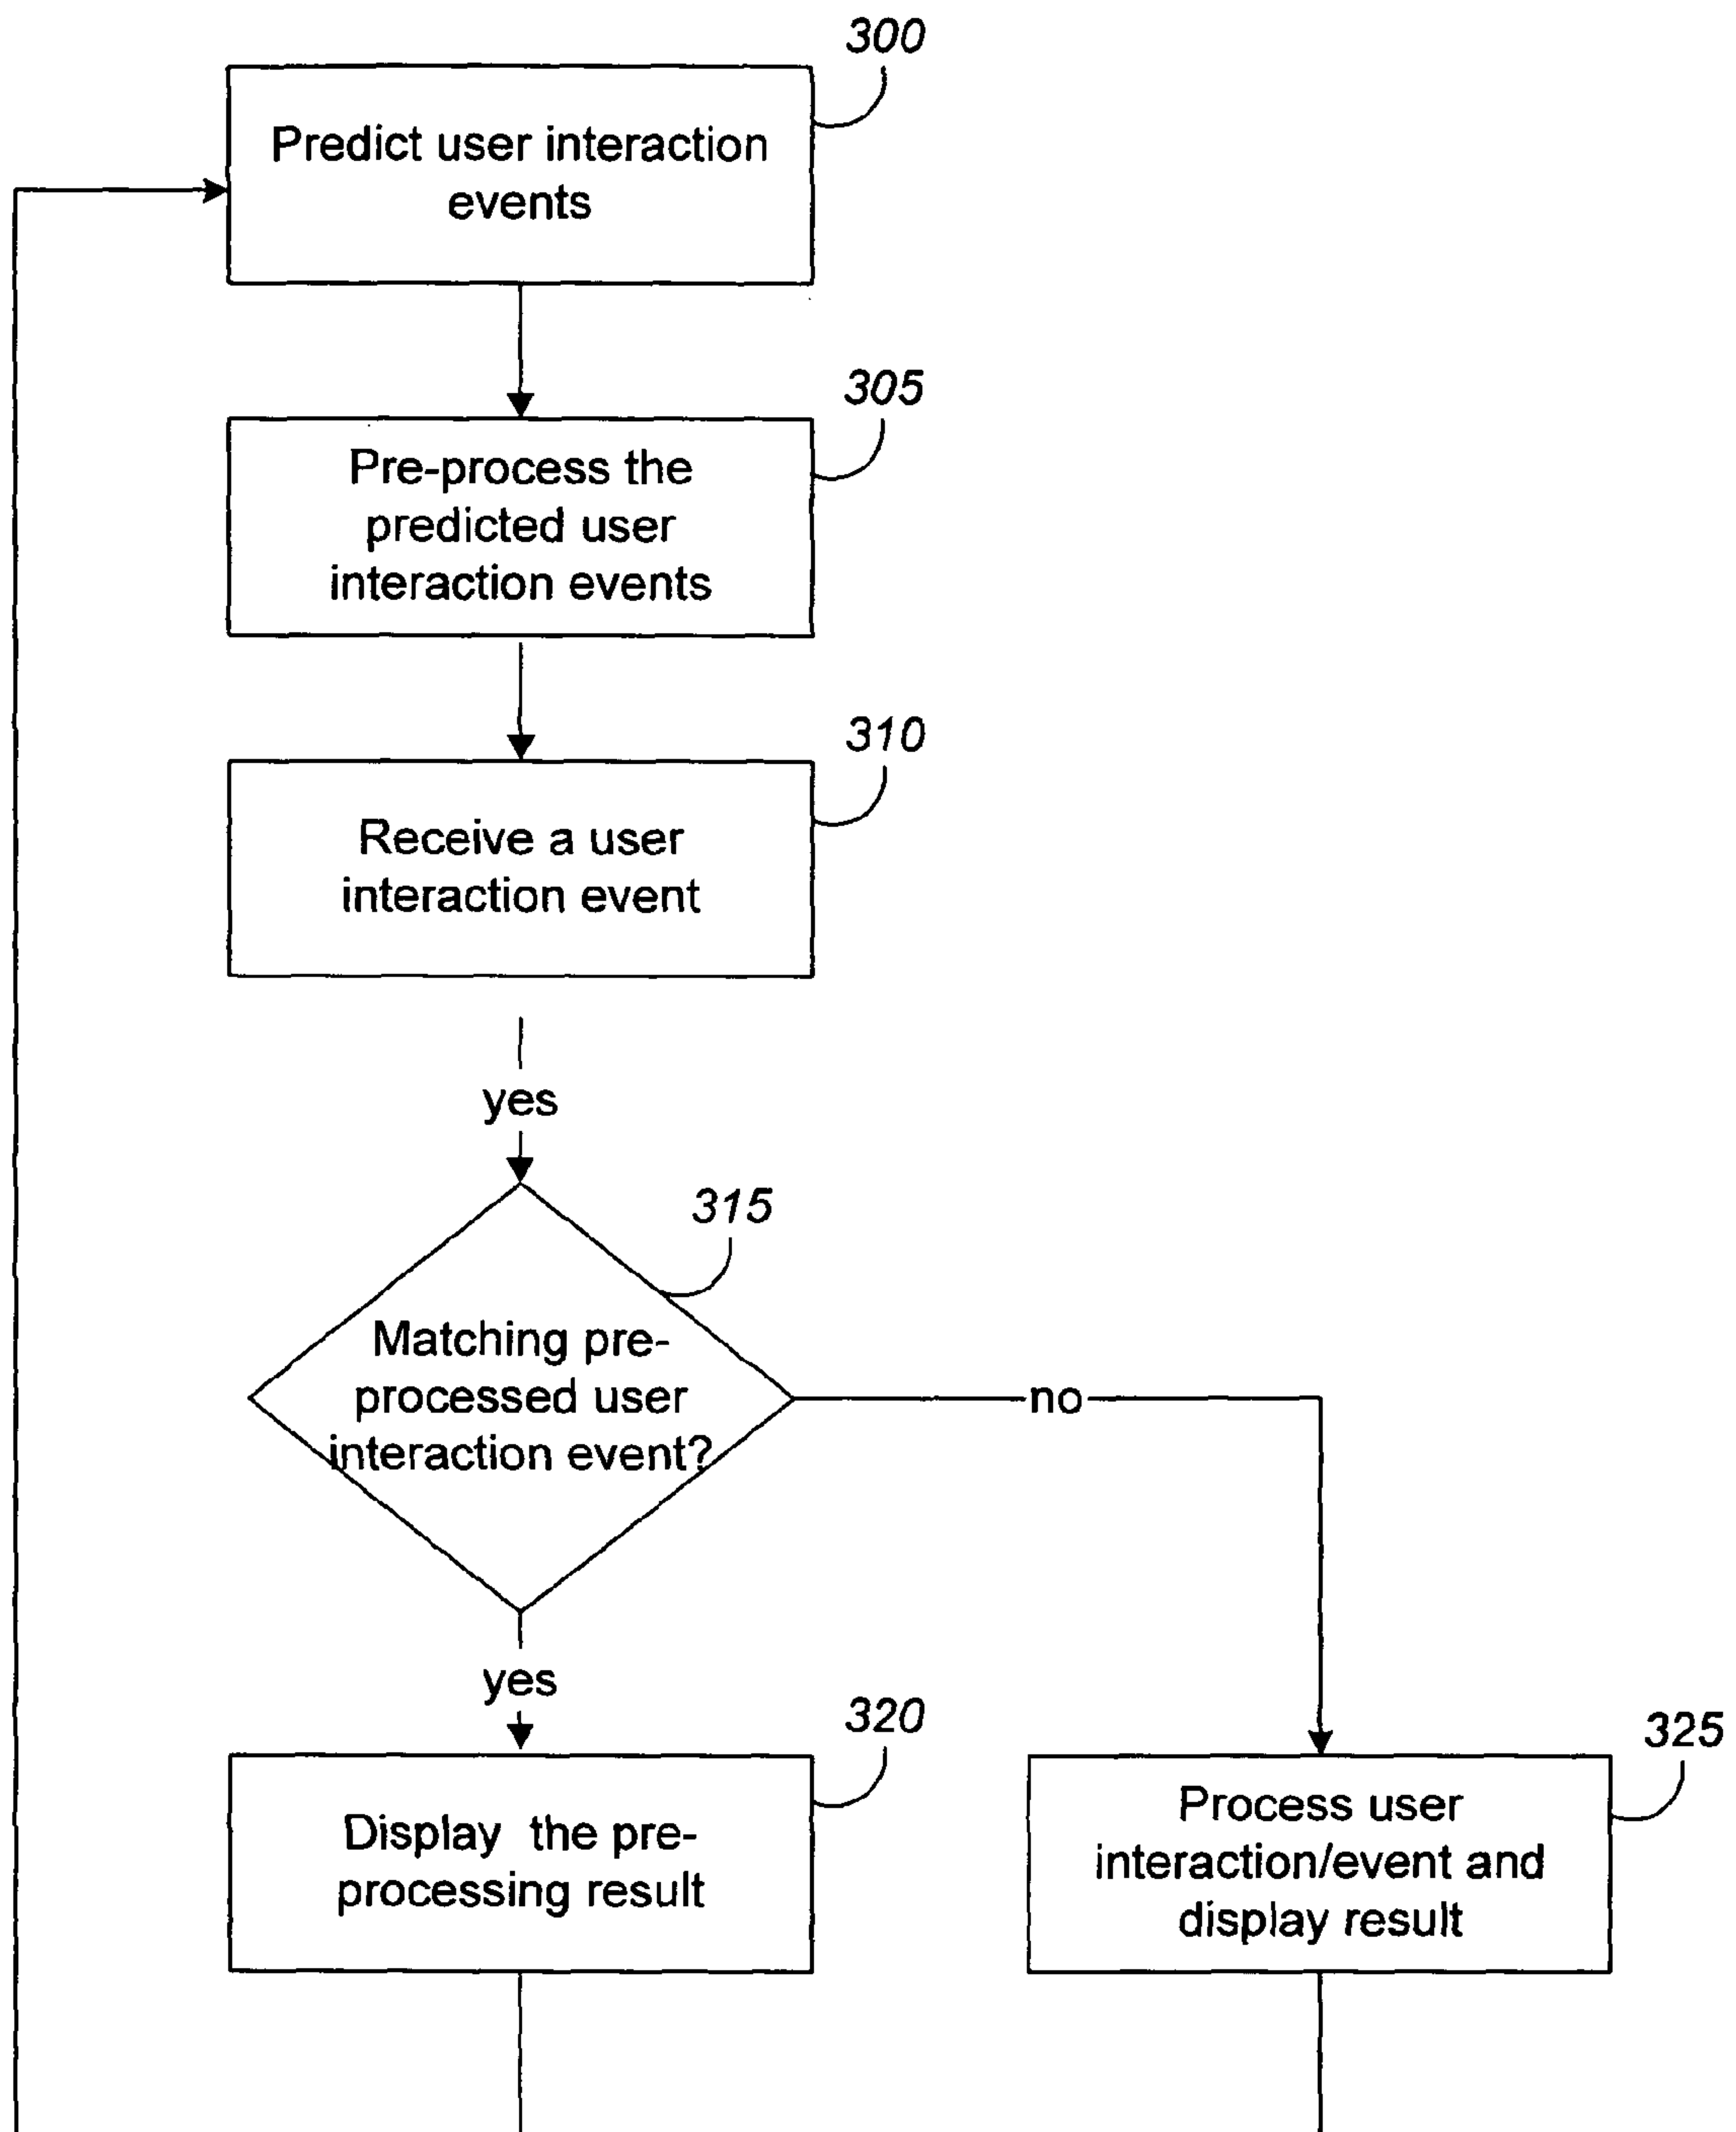 300
Predict user interaction
events
305
Pre-process the
predicted user
interaction events
310
Receive a user
interaction event
yes
315
Matching pre-
processed user
interaction event?
no
yes
320
Display the pre-
processing result
325
Process user
interaction/event and
display result